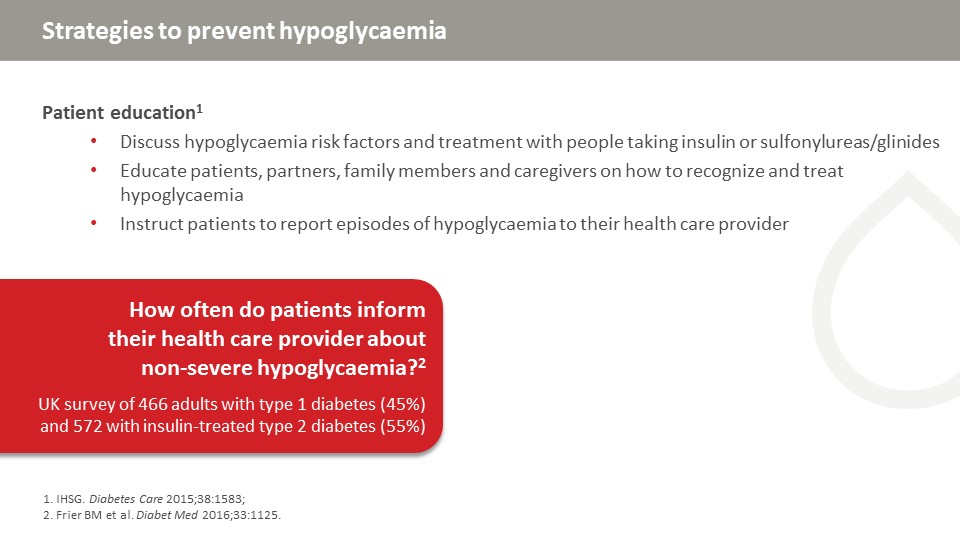 Strategies to prevent hypoglycaemia
Patient education¹
• Discuss hypoglycaemia risk factors and treatment with people taking insulin or sulfonylureas/glinides
• Educate patients, partners, family members and caregivers on how to recognize and treat
hypoglycaemia
• Instruct patients to report episodes of hypoglycaemia to their health care provider
How often do patients inform
their health care provider about
non-severe hypoglycaemia?²
UK survey of 466 adults with type 1 diabetes (45%)
and 572 with insulin-treated type 2 diabetes (55%)
1. IHSG. Diabetes Care 2015;38:1583;
2. Frier BM et al. Diabet Med 2016;33:1125.